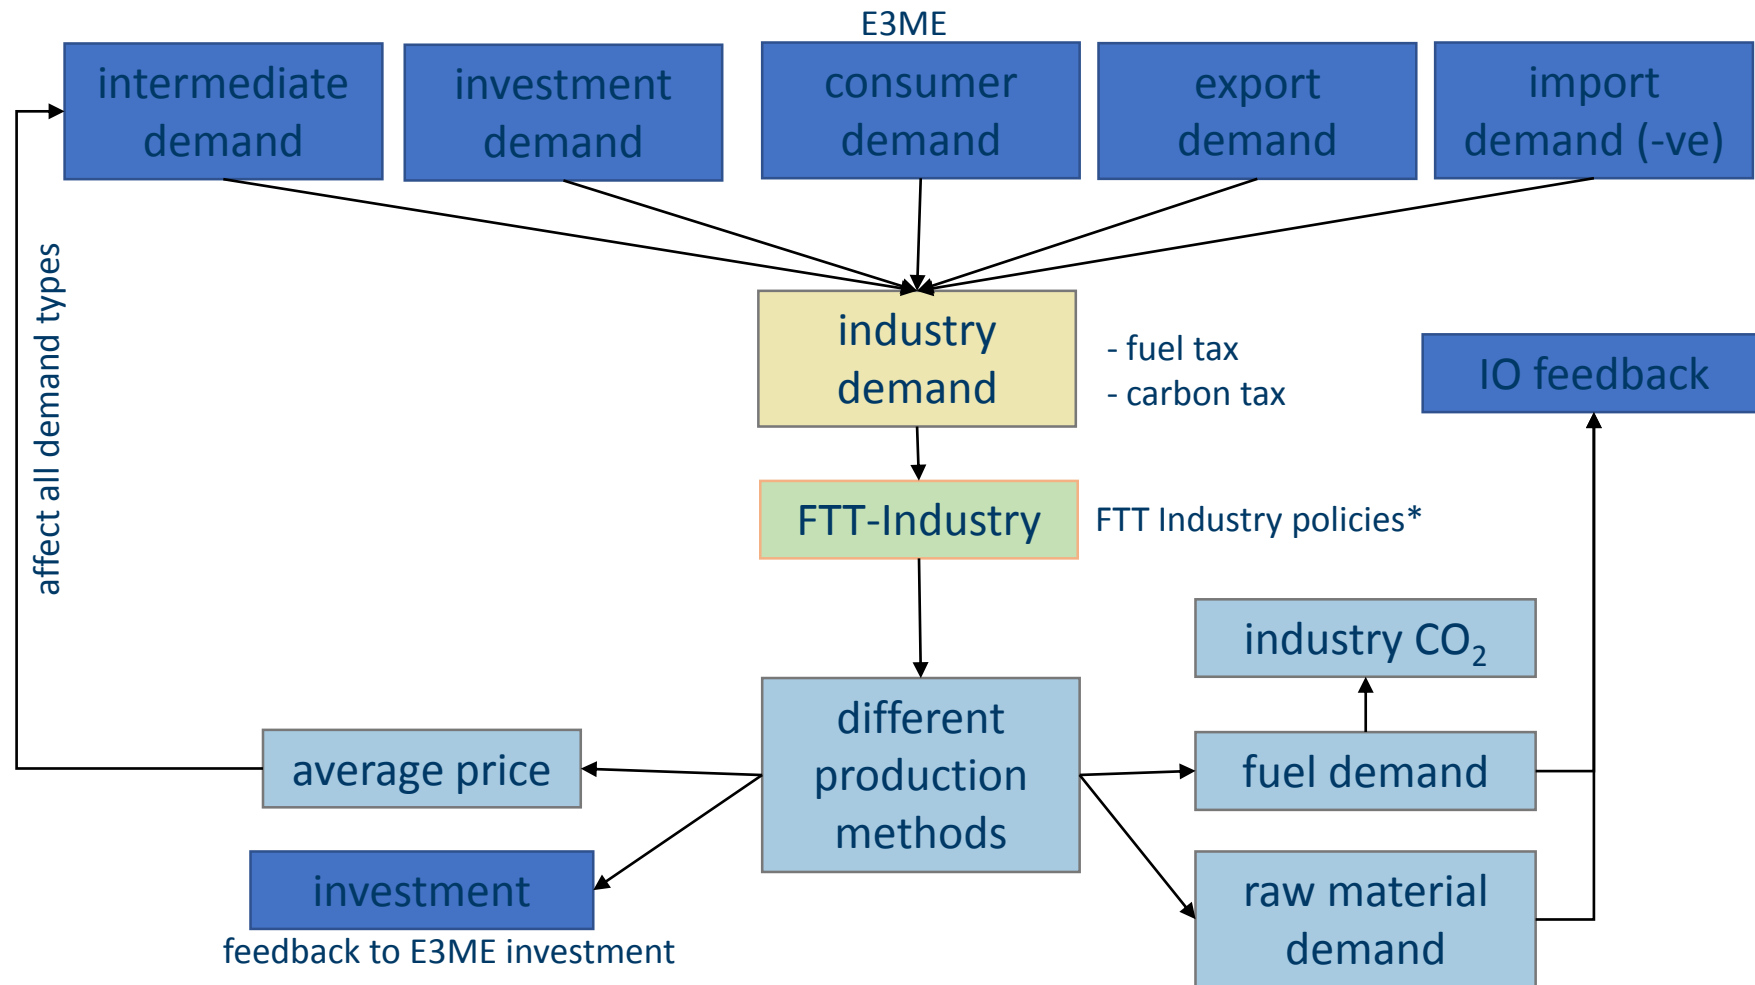 E3ME
intermediate
demand
investment
demand
consumer
demand
export
demand
import
demand (-ve)
affect all demand types
industry
demand
- fuel tax
- carbon tax
IO feedback
FTT-Industry
FTT Industry policies*
industry CO₂
different
production
methods
average price
fuel demand
investment
feedback to E3ME investment
raw material
demand